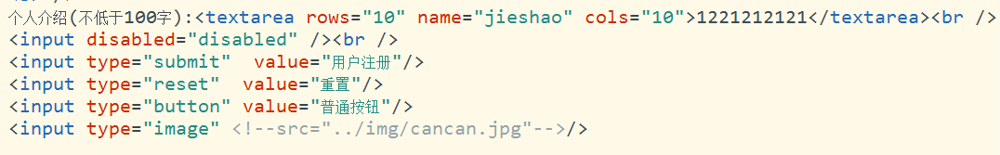 个人介绍(不低于100字):<textarea rows="10" name="jieshao" cols="10">1221212121</textarea><br />
<input disabled="disabled" /><br />
<input type="submit"  value="用户注册"/>
<input type="reset"  value="重置"/>
<input type="button" value="普通按钮"/>
<input type="image" <!--src="../img/cancan.jpg"-->/>